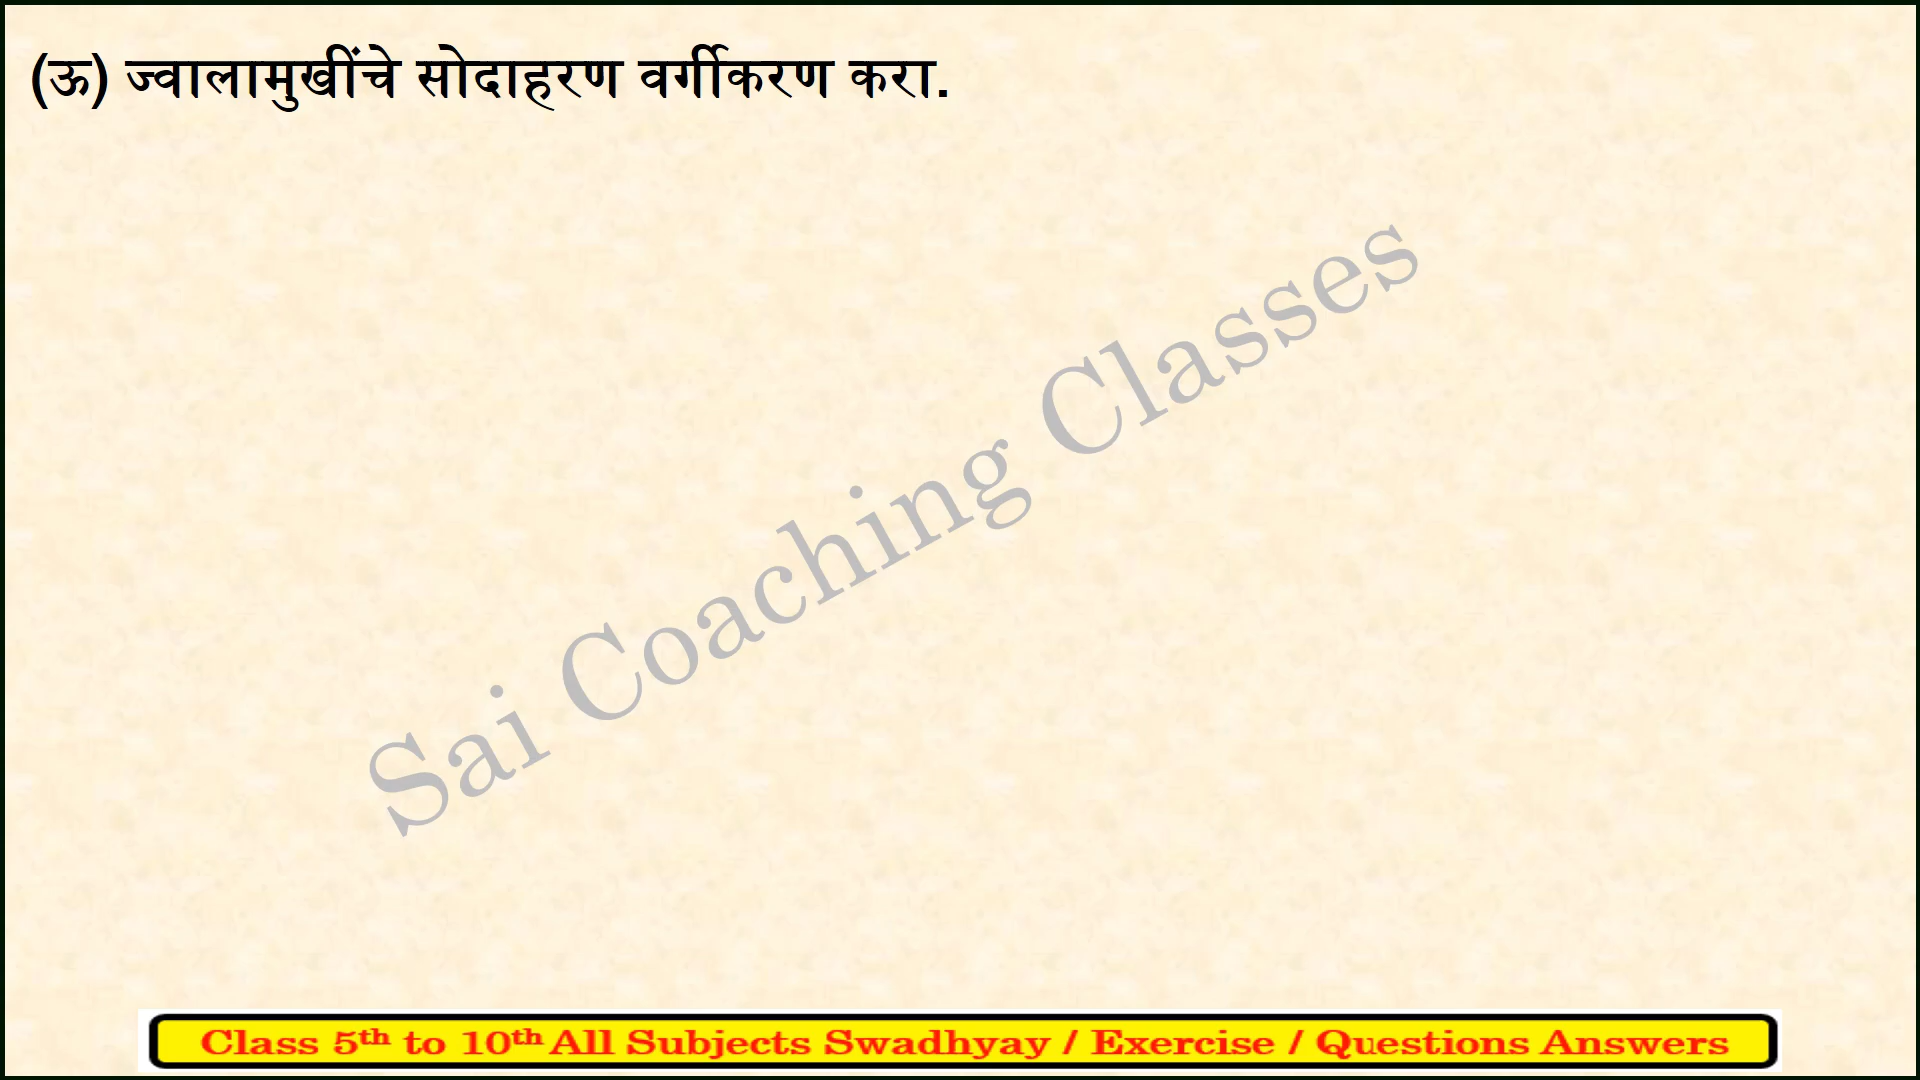 (ऊ) ज्वालामुखींचे सोदाहरण वर्गीकरण करा.
Sai Coaching Classes
Class 5th to 10th All Subjects Swadhyay / Exercise / Questions Answers